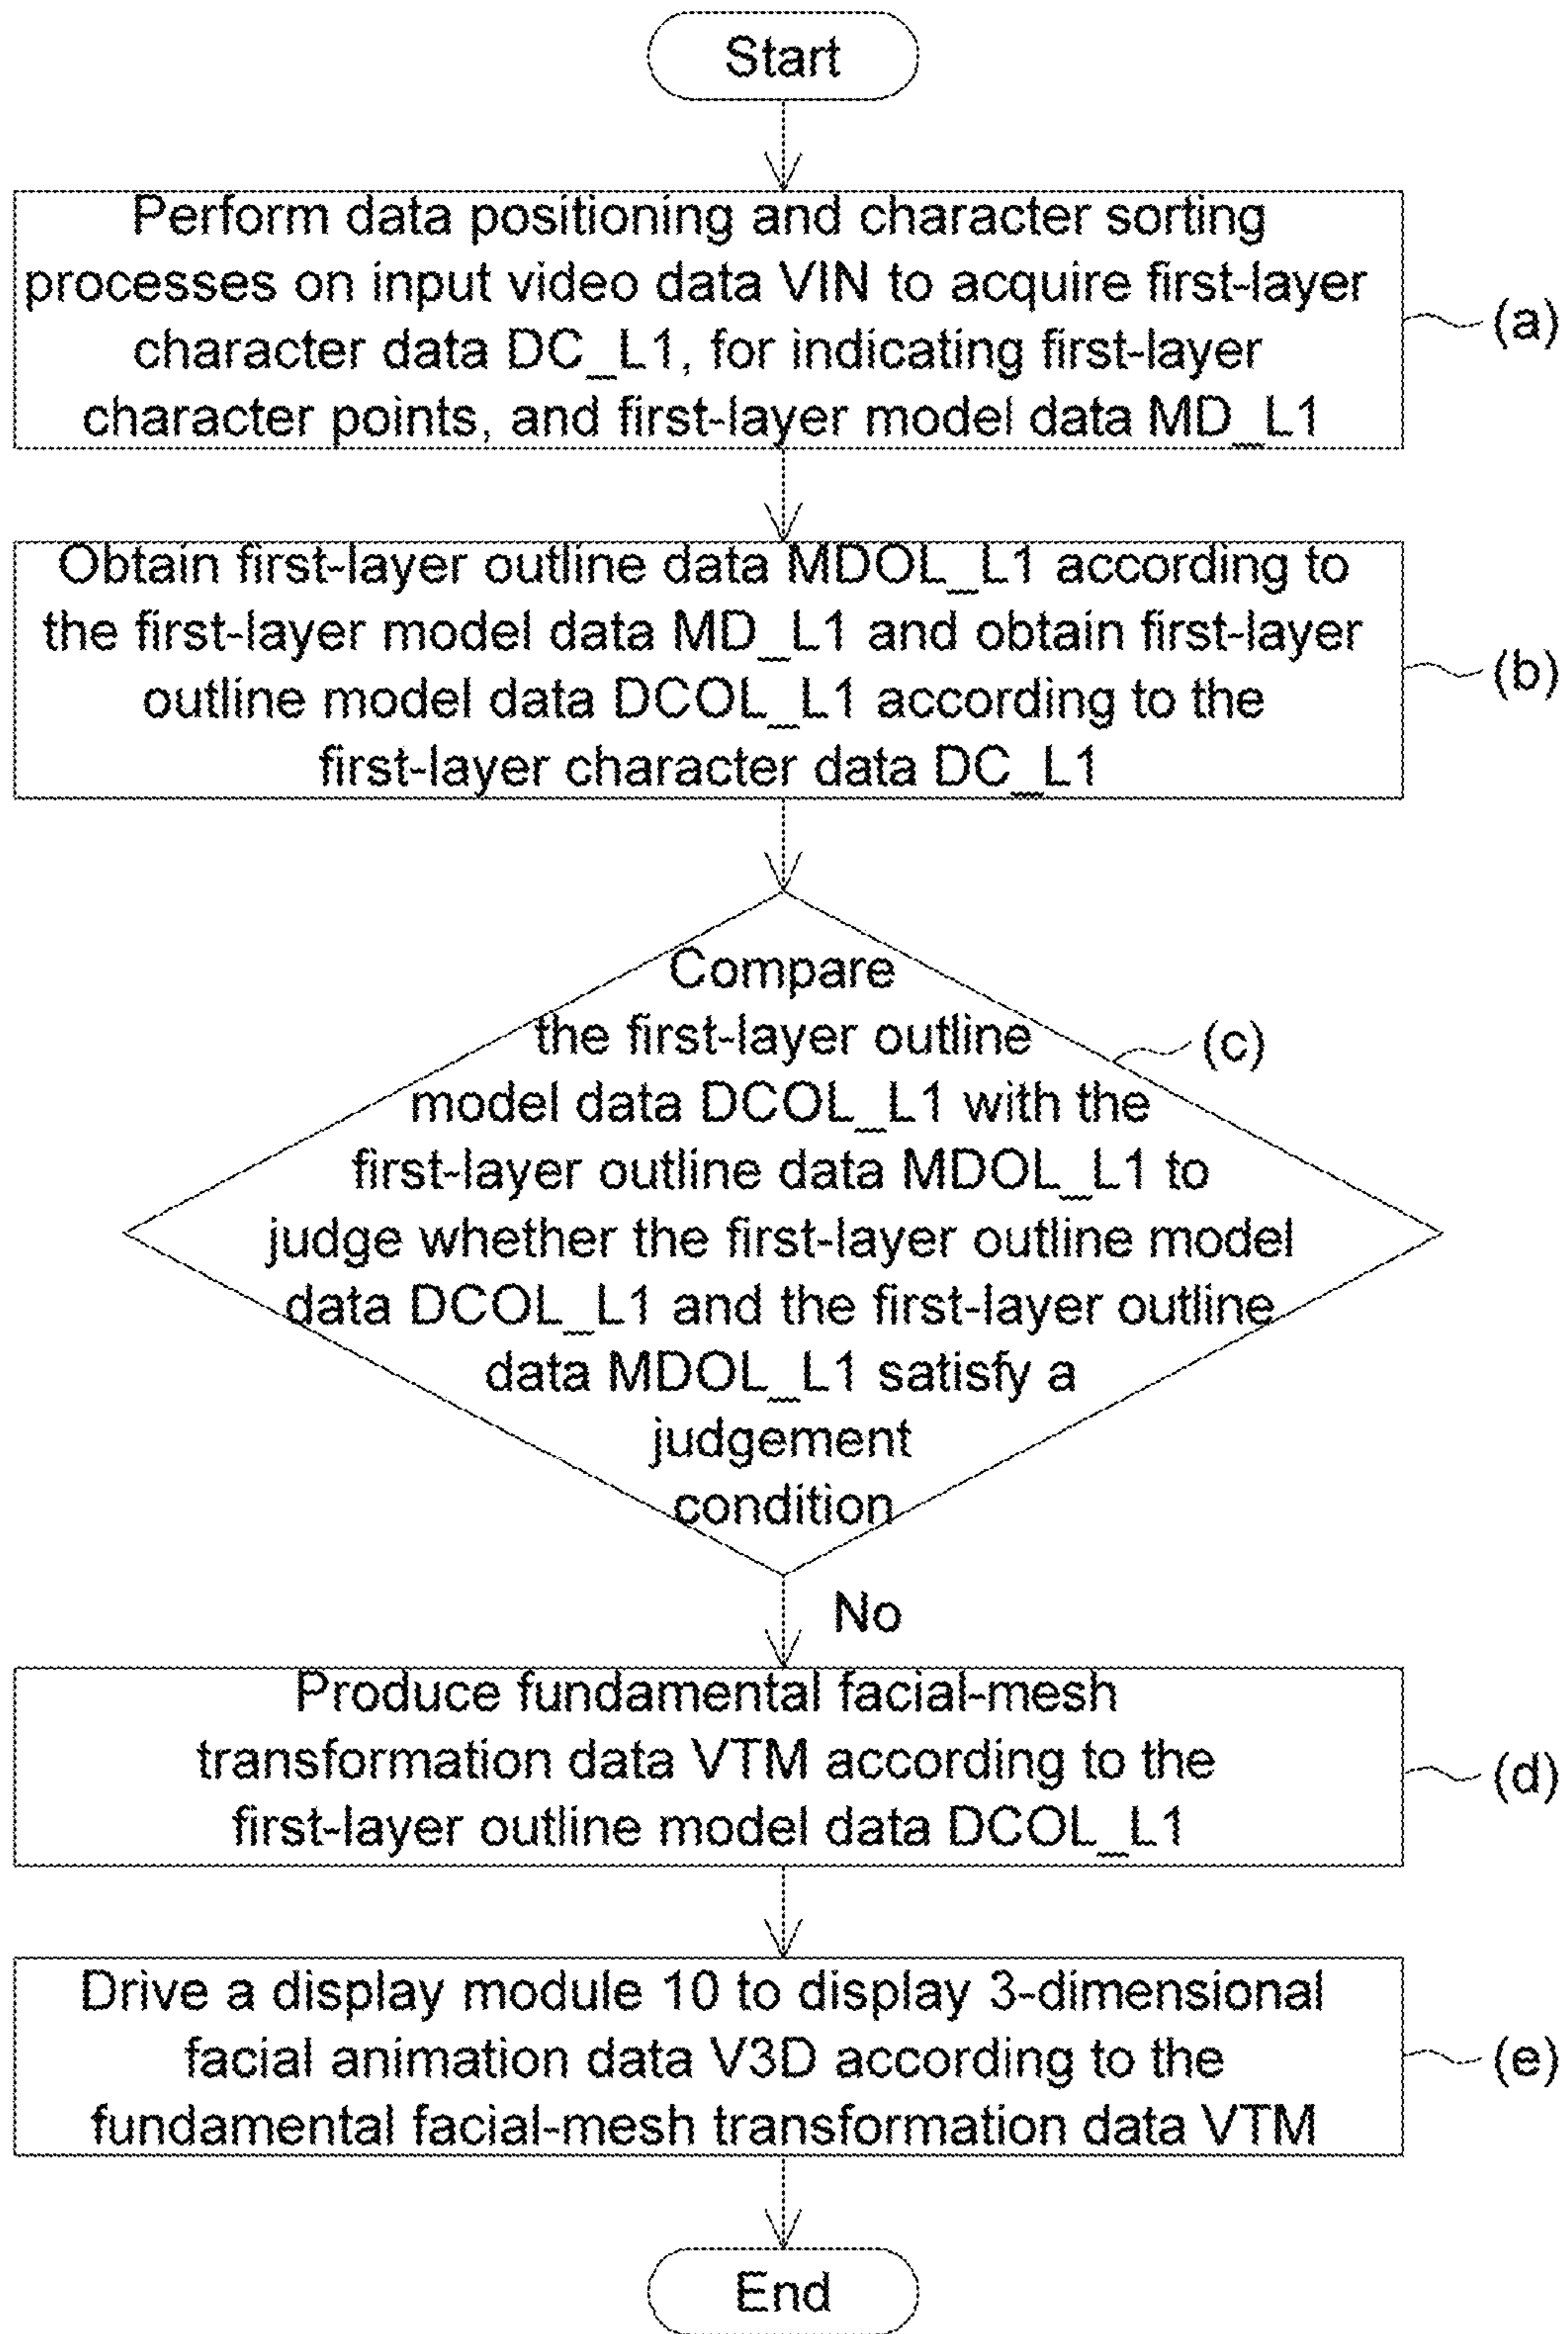 Start
Perform data positioning and character sorting
processes on input video data VIN to acquire first-layer
character data DC_L1, for indicating first-layer
character points, and first-layer model data MD_L1
(a)
Obtain first-layer outline data MDOL_L1 according to
the first-layer model data MD_L1 and obtain first-layer
outline model data DCOL_L1 according to the
first-layer character data DC_L1
(b)
Compare
the first-layer outline
model data DCOL_L1 with the
first-layer outline data MDOL_L1 to
judge whether the first-layer outline model
data DCOL_L1 and the first-layer outline
data MDOL_L1 satisfy a
judgement
condition
(c)
No
Produce fundamental facial-mesh
transformation data VTM according to the
first-layer outline model data DCOL_L1
(d)
Drive a display module 10 to display 3-dimensional
facial animation data V3D according to the
fundamental facial-mesh transformation data VTM
(e)
End